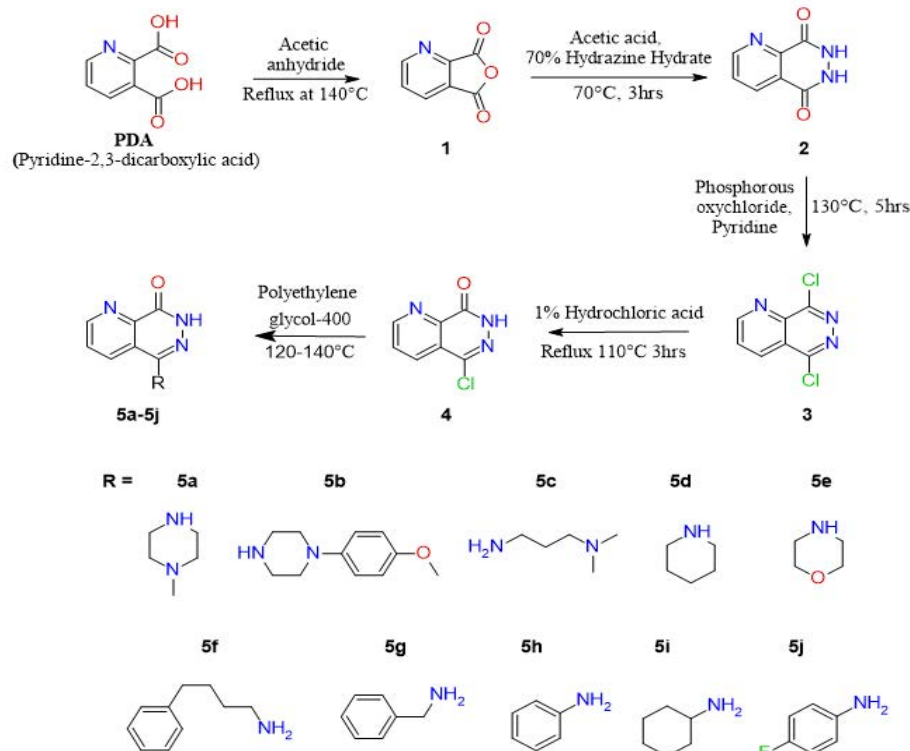 OH
N
O
OH
O
PDA
(Pyridine-2,3-dicarboxylic acid)
Acetic
anhydride
Reflux at 140°C
N
O
O
O
1
Acetic acid,
70% Hydrazine Hydrate
70°C, 3hrs
N
O
NH
NH
O
2
Phosphorous
oxychloride,
Pyridine
130°C, 5hrs
Cl
N
N
N
Cl
3
1% Hydrochloric acid
Reflux 110°C 3hrs
N
O
NH
N
Cl
4
Polyethylene
glycol-400
120-140°C
N
O
NH
N
R
5a-5j
R = 5a 5b 5c 5d 5e
NH
N
HN
N
O
H₂N
N
NH
H
N
O
5f 5g 5h 5i 5j
NH₂
NH₂
NH₂
NH₂
NH₂
F